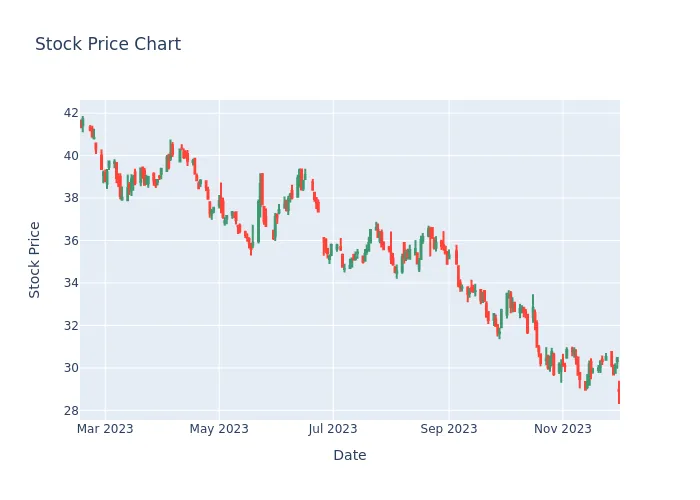 Stock Price Chart
42
40
38
36
34
32
30
28
Stock Price
Mar 2023
May 2023
Jul 2023
Sep 2023
Nov 2023
Date